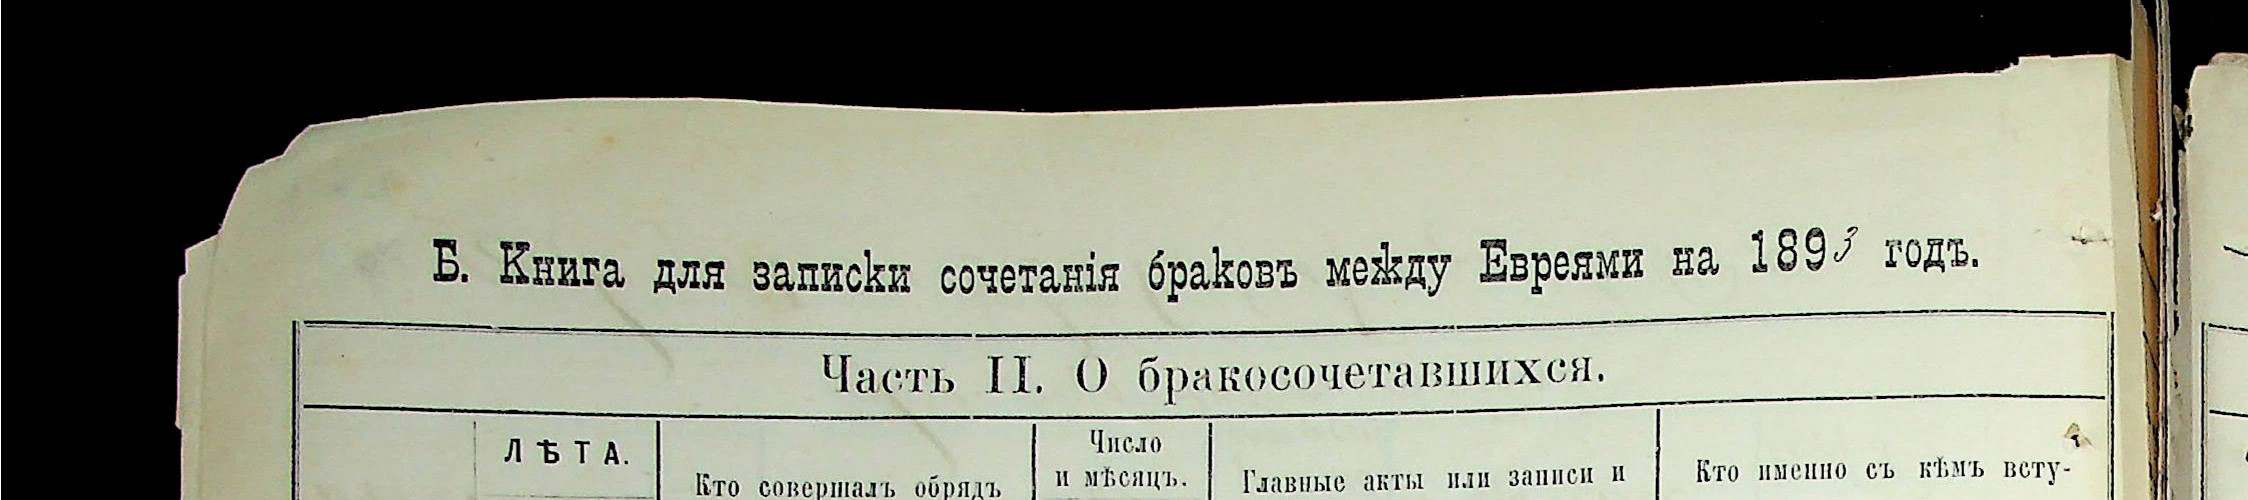 Б. Книга для записки сочетанія браковъ между Евреями на 1893 годъ.
Часть II. О бракосочетавшихся.
ЛѢТА.
Кто совершалъ обрядъ
Число
и мѣсяцъ.
Главные акты или записи и
Кто именно съ кѣмъ всту-